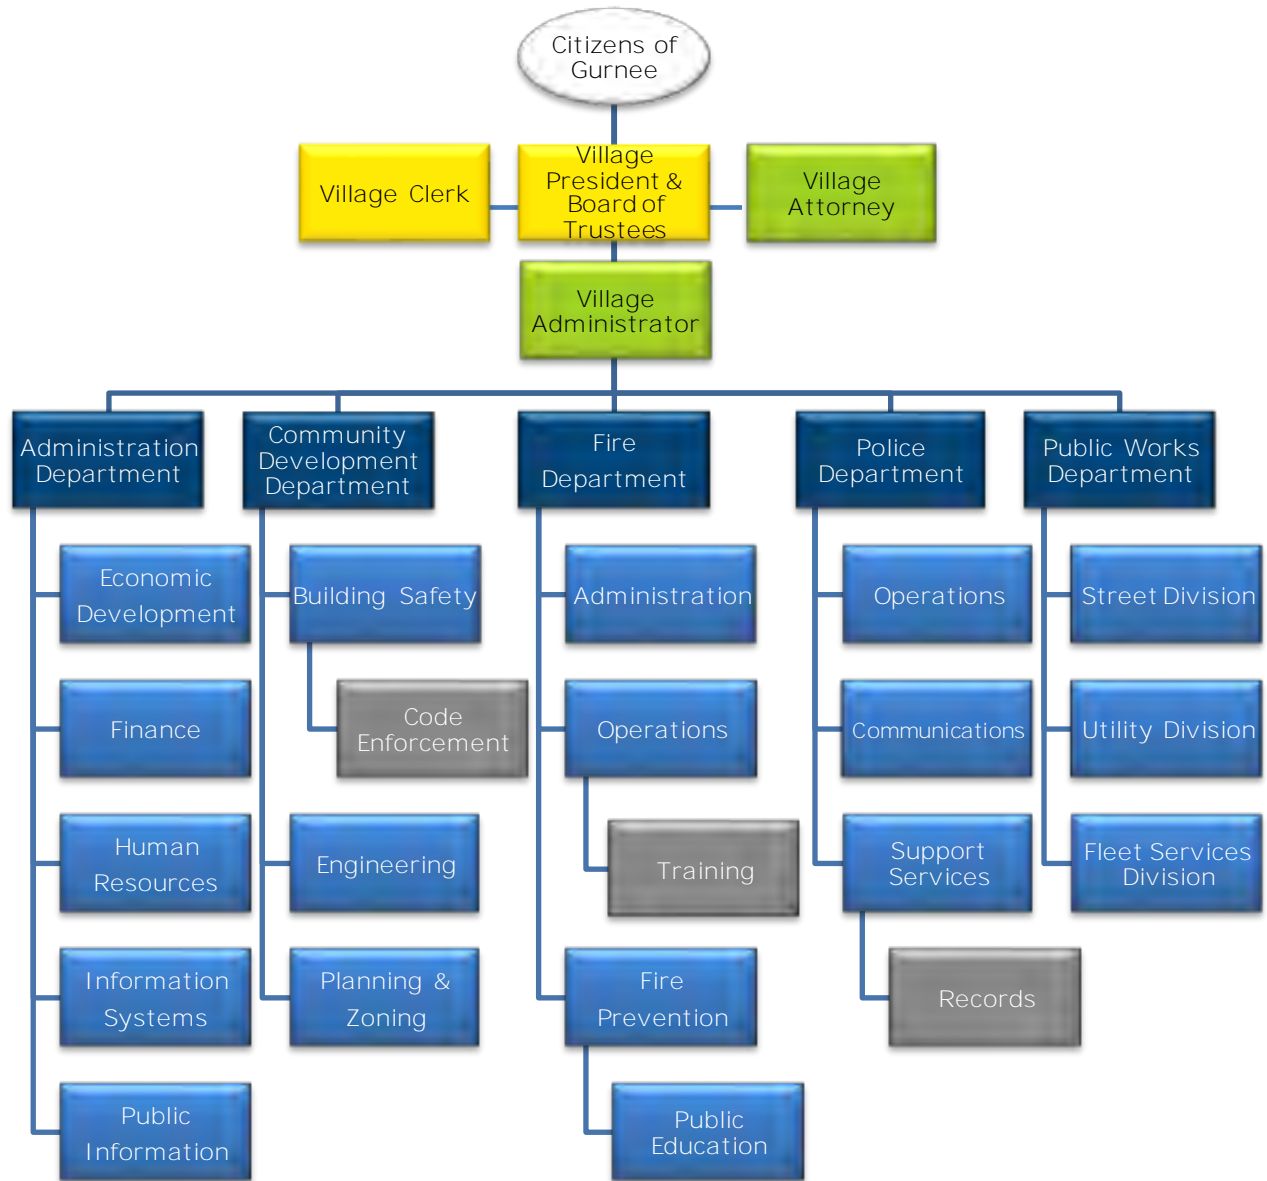 Citizens of
Gurnee
Village Clerk
Village
President &
Board of
Trustees
Village
Attorney
Village
Administrator
Administration
Department
Community
Development
Department
Fire
Department
Police
Department
Public Works
Department
Economic
Development
Finance
Human
Resources
Information
Systems
Public
Information
Building Safety
Code
Enforcement
Engineering
Planning &
Zoning
Administration
Operations
Training
Fire
Prevention
Public
Education
Operations
Communications
Support
Services
Records
Street Division
Utility Division
Fleet Services
Division